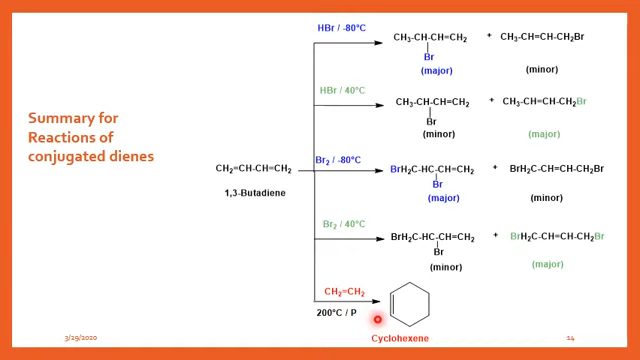 Summary for
Reactions of
conjugated dienes
CH₂=CH-CH=CH₂
1,3-Butadiene
HBr / -80°C
CH₃-CH-CH=CH₂ + CH₃-CH=CH-CH₂Br
Br
(major) (minor)
HBr / 40°C
CH₃-CH-CH=CH₂ + CH₃-CH=CH-CH₂Br
Br
(minor) (major)
Br₂ / -80°C
BrH₂C-HC-CH=CH₂ + BrH₂C-CH=CH-CH₂Br
Br
(major) (minor)
Br₂ / 40°C
BrH₂C-HC-CH=CH₂ + BrH₂C-CH=CH-CH₂Br
Br
(minor) (major)
CH₂=CH₂
200°C / P
Cyclohexene
3/29/2020 14